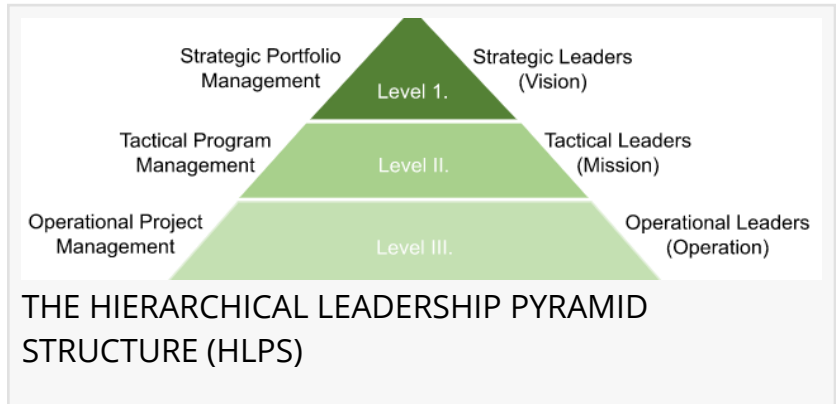 Strategic Portfolio
Management
Level 1.
Strategic Leaders
(Vision)
Tactical Program
Management
Level II.
Tactical Leaders
(Mission)
Operational Project
Management
Level III.
Operational Leaders
(Operation)
THE HIERARCHICAL LEADERSHIP PYRAMID
STRUCTURE (HLPS)